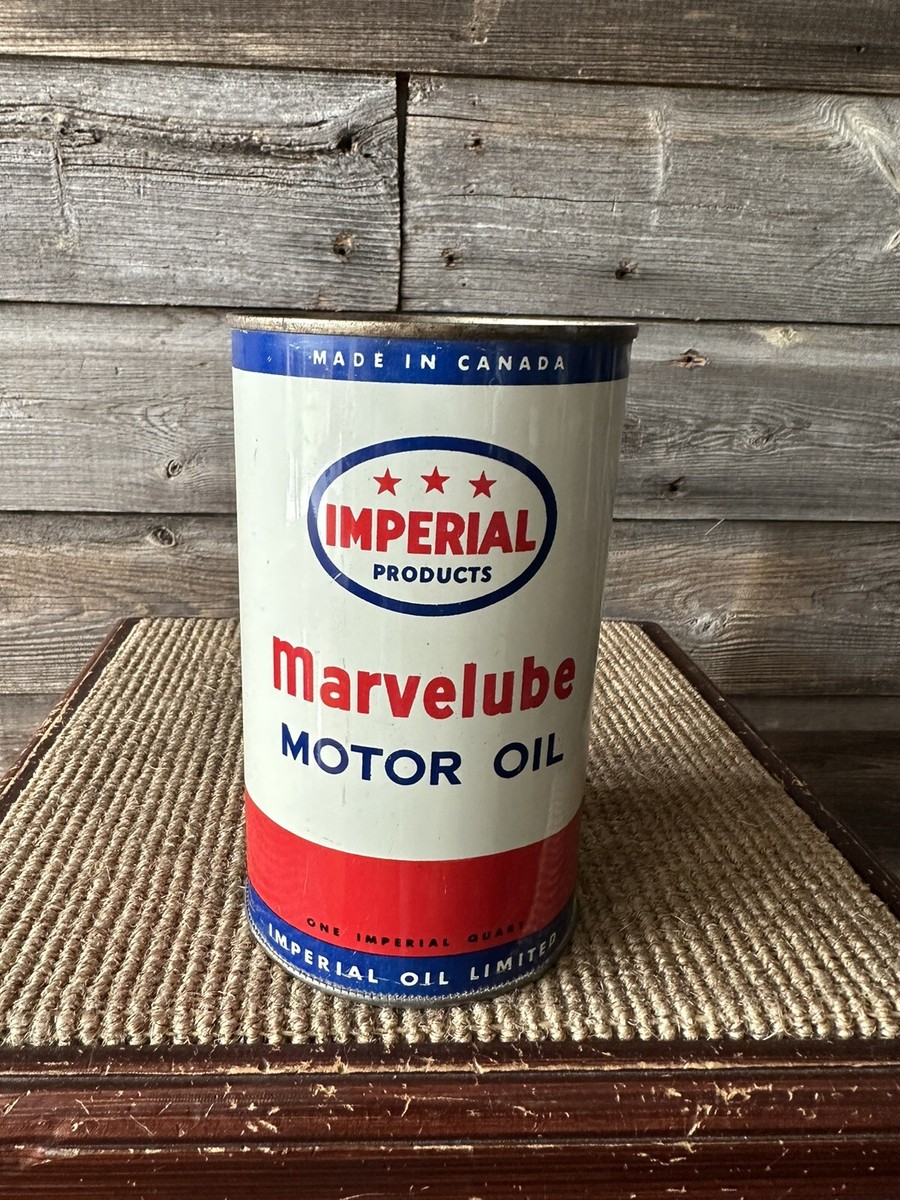 MADE IN CANADA
IMPERIAL
PRODUCTS
marvelube
MOTOR OIL
ONE IMPERIAL QUART
IMPERIAL OIL LIMITED